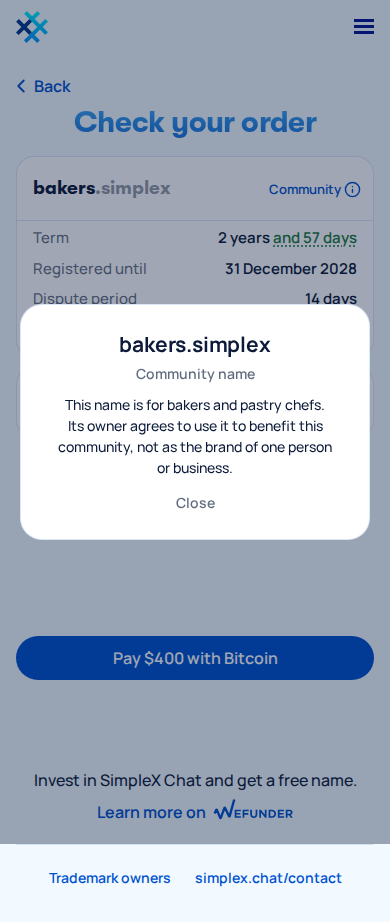 Back
Check your order
bakers.simplex
Community
Term
2 years and 57 days
Registered until
31 December 2028
Dispute period
14 days
bakers.simplex
Community name
This name is for bakers and pastry chefs.
Its owner agrees to use it to benefit this
community, not as the brand of one person
or business.
Close
Pay $400 with Bitcoin
Invest in SimpleX Chat and get a free name.
Learn more on WEFUNDER
Trademark owners
simplex.chat/contact